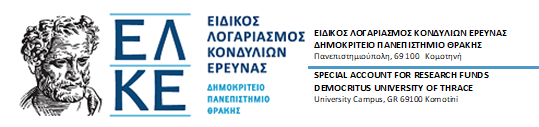 ΕΛ
ΚΕ
ΕΙΔΙΚΟΣ
ΛΟΓΑΡΙΑΣΜΟΣ
ΚΟΝΔΥΛΙΩΝ
ΕΡΕΥΝΑΣ
ΔΗΜΟΚΡΙΤΕΙΟ
ΠΑΝΕΠΙΣΤΗΜΙΟ
ΘΡΑΚΗΣ
ΕΙΔΙΚΟΣ ΛΟΓΑΡΙΑΣΜΟΣ ΚΟΝΔΥΛΙΩΝ ΕΡΕΥΝΑΣ
ΔΗΜΟΚΡΙΤΕΙΟ ΠΑΝΕΠΙΣΤΗΜΙΟ ΘΡΑΚΗΣ
Πανεπιστημιούπολη, 69 100 Κομοτηνή
SPECIAL ACCOUNT FOR RESEARCH FUNDS
DEMOCRITUS UNIVERSITY OF THRACE
University Campus, GR 69100 Komotini